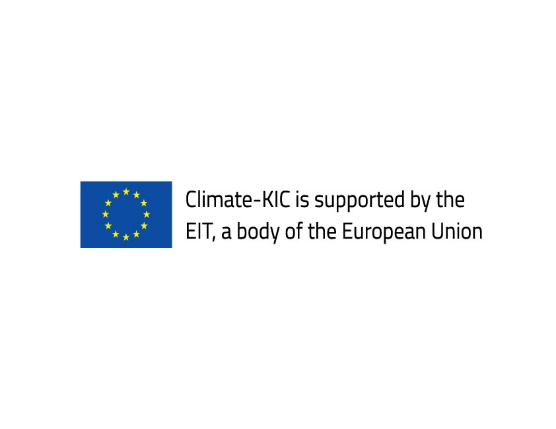 Climate-KIC is supported by the
EIT, a body of the European Union